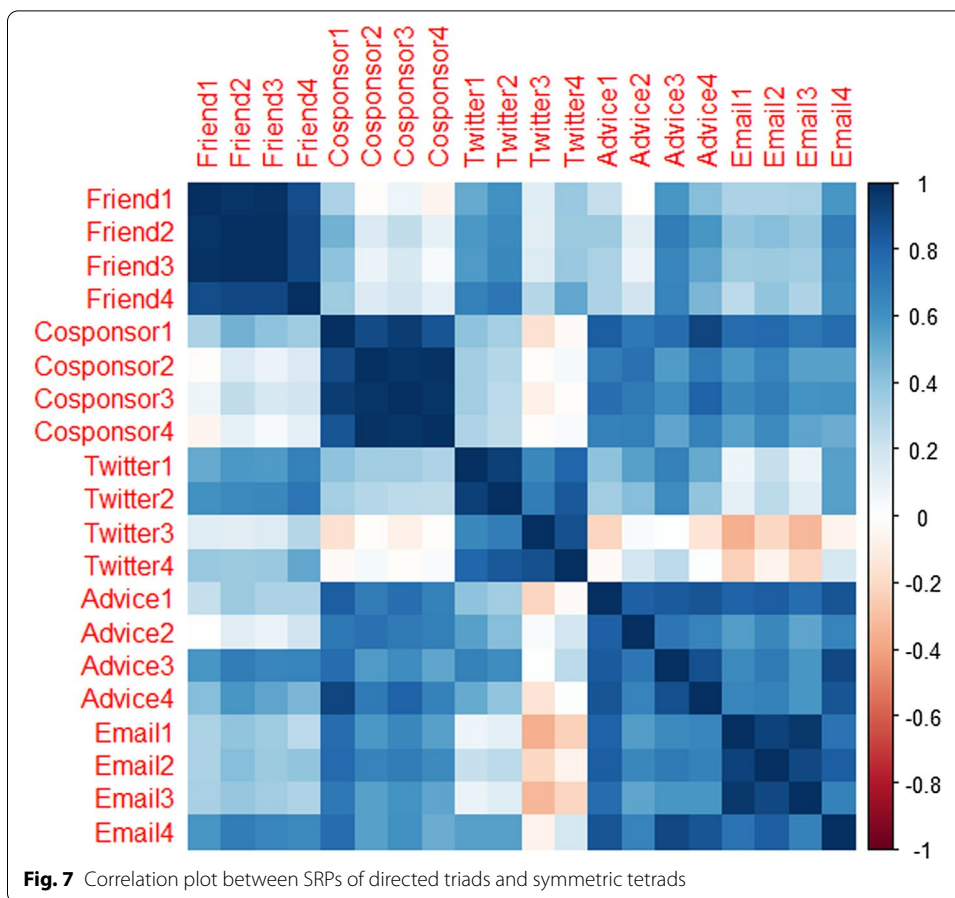 Friend1 Friend2 Friend3 Friend4 Cosponsor1 Cosponsor2 Cosponsor3 Cosponsor4 Twitter1 Twitter2 Twitter3 Twitter4 Advice1 Advice2 Advice3 Advice4 Email1 Email2 Email3 Email4
Friend1
Friend2
Friend3
Friend4
Cosponsor1
Cosponsor2
Cosponsor3
Cosponsor4
Twitter1
Twitter2
Twitter3
Twitter4
Advice1
Advice2
Advice3
Advice4
Email1
Email2
Email3
Email4
1
0.8
0.6
0.4
0.2
0
-0.2
-0.4
-0.6
-0.8
-1
Fig. 7 Correlation plot between SRPs of directed triads and symmetric tetrads